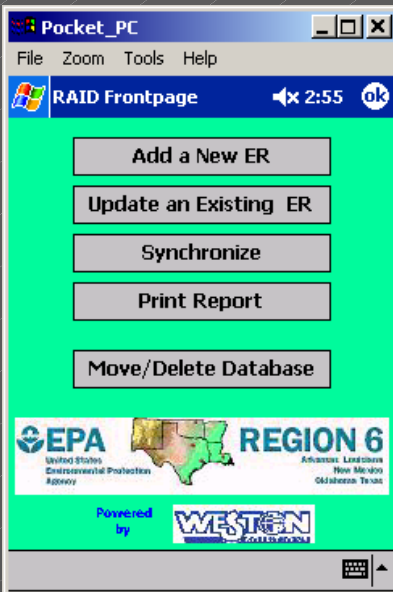 Pocket_PC
File Zoom Tools Help
RAID Frontpage 2:55 ok
Add a New ER
Update an Existing ER
Synchronize
Print Report
Move/Delete Database
EPA REGION 6
United States
Environmental Protection
Agency
Arkansas Louisiana
New Mexico
Oklahoma Texas
Powered
by
WESTON